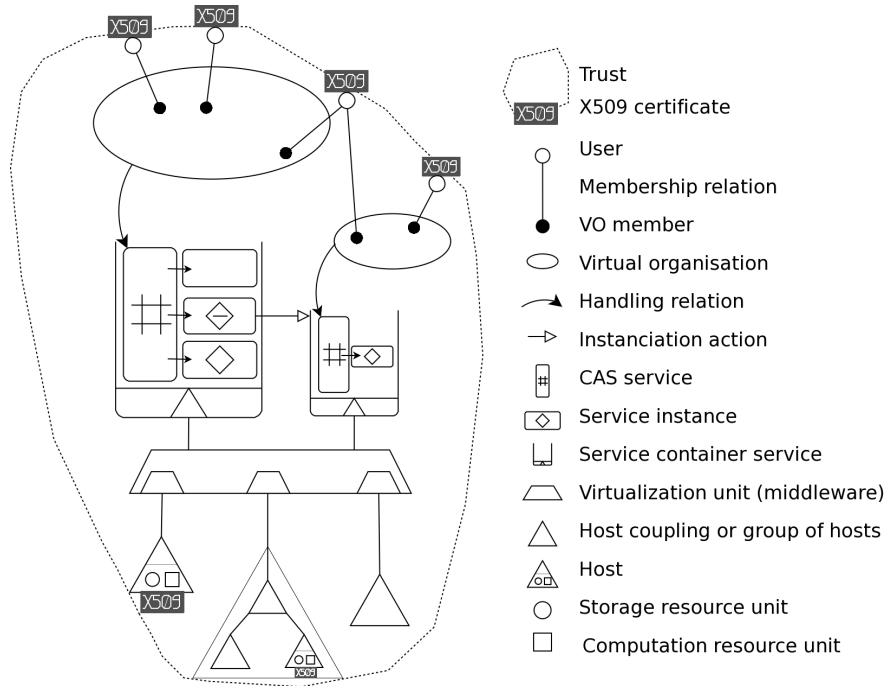 X509
X509
X509
X509
X509
X509
Trust
X509
X509 certificate
User
Membership relation
VO member
Virtual organisation
Handling relation
Instanciation action
CAS service
Service instance
Service container service
Virtualization unit (middleware)
Host coupling or group of hosts
Host
Storage resource unit
Computation resource unit